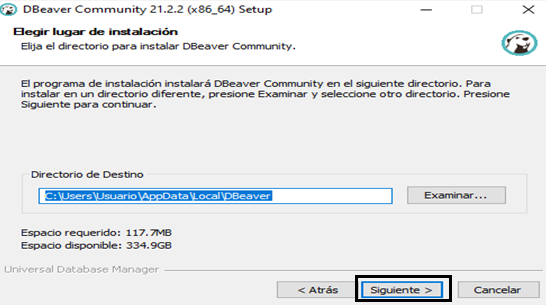 DBeaver Community 21.2.2 (x86_64) Setup
Elegir lugar de instalación
Elija el directorio para instalar DBeaver Community.
El programa de instalación instalará DBeaver Community en el siguiente directorio. Para
instalar en un directorio diferente, presione Examinar y seleccione otro directorio. Presione
Siguiente para continuar.
Directorio de Destino
C:\Users\Usuario\AppData\Local\DBeaver
Examinar...
Espacio requerido: 117.7MB
Espacio disponible: 334.9GB
Universal Database Manager
< Atrás
Siguiente >
Cancelar